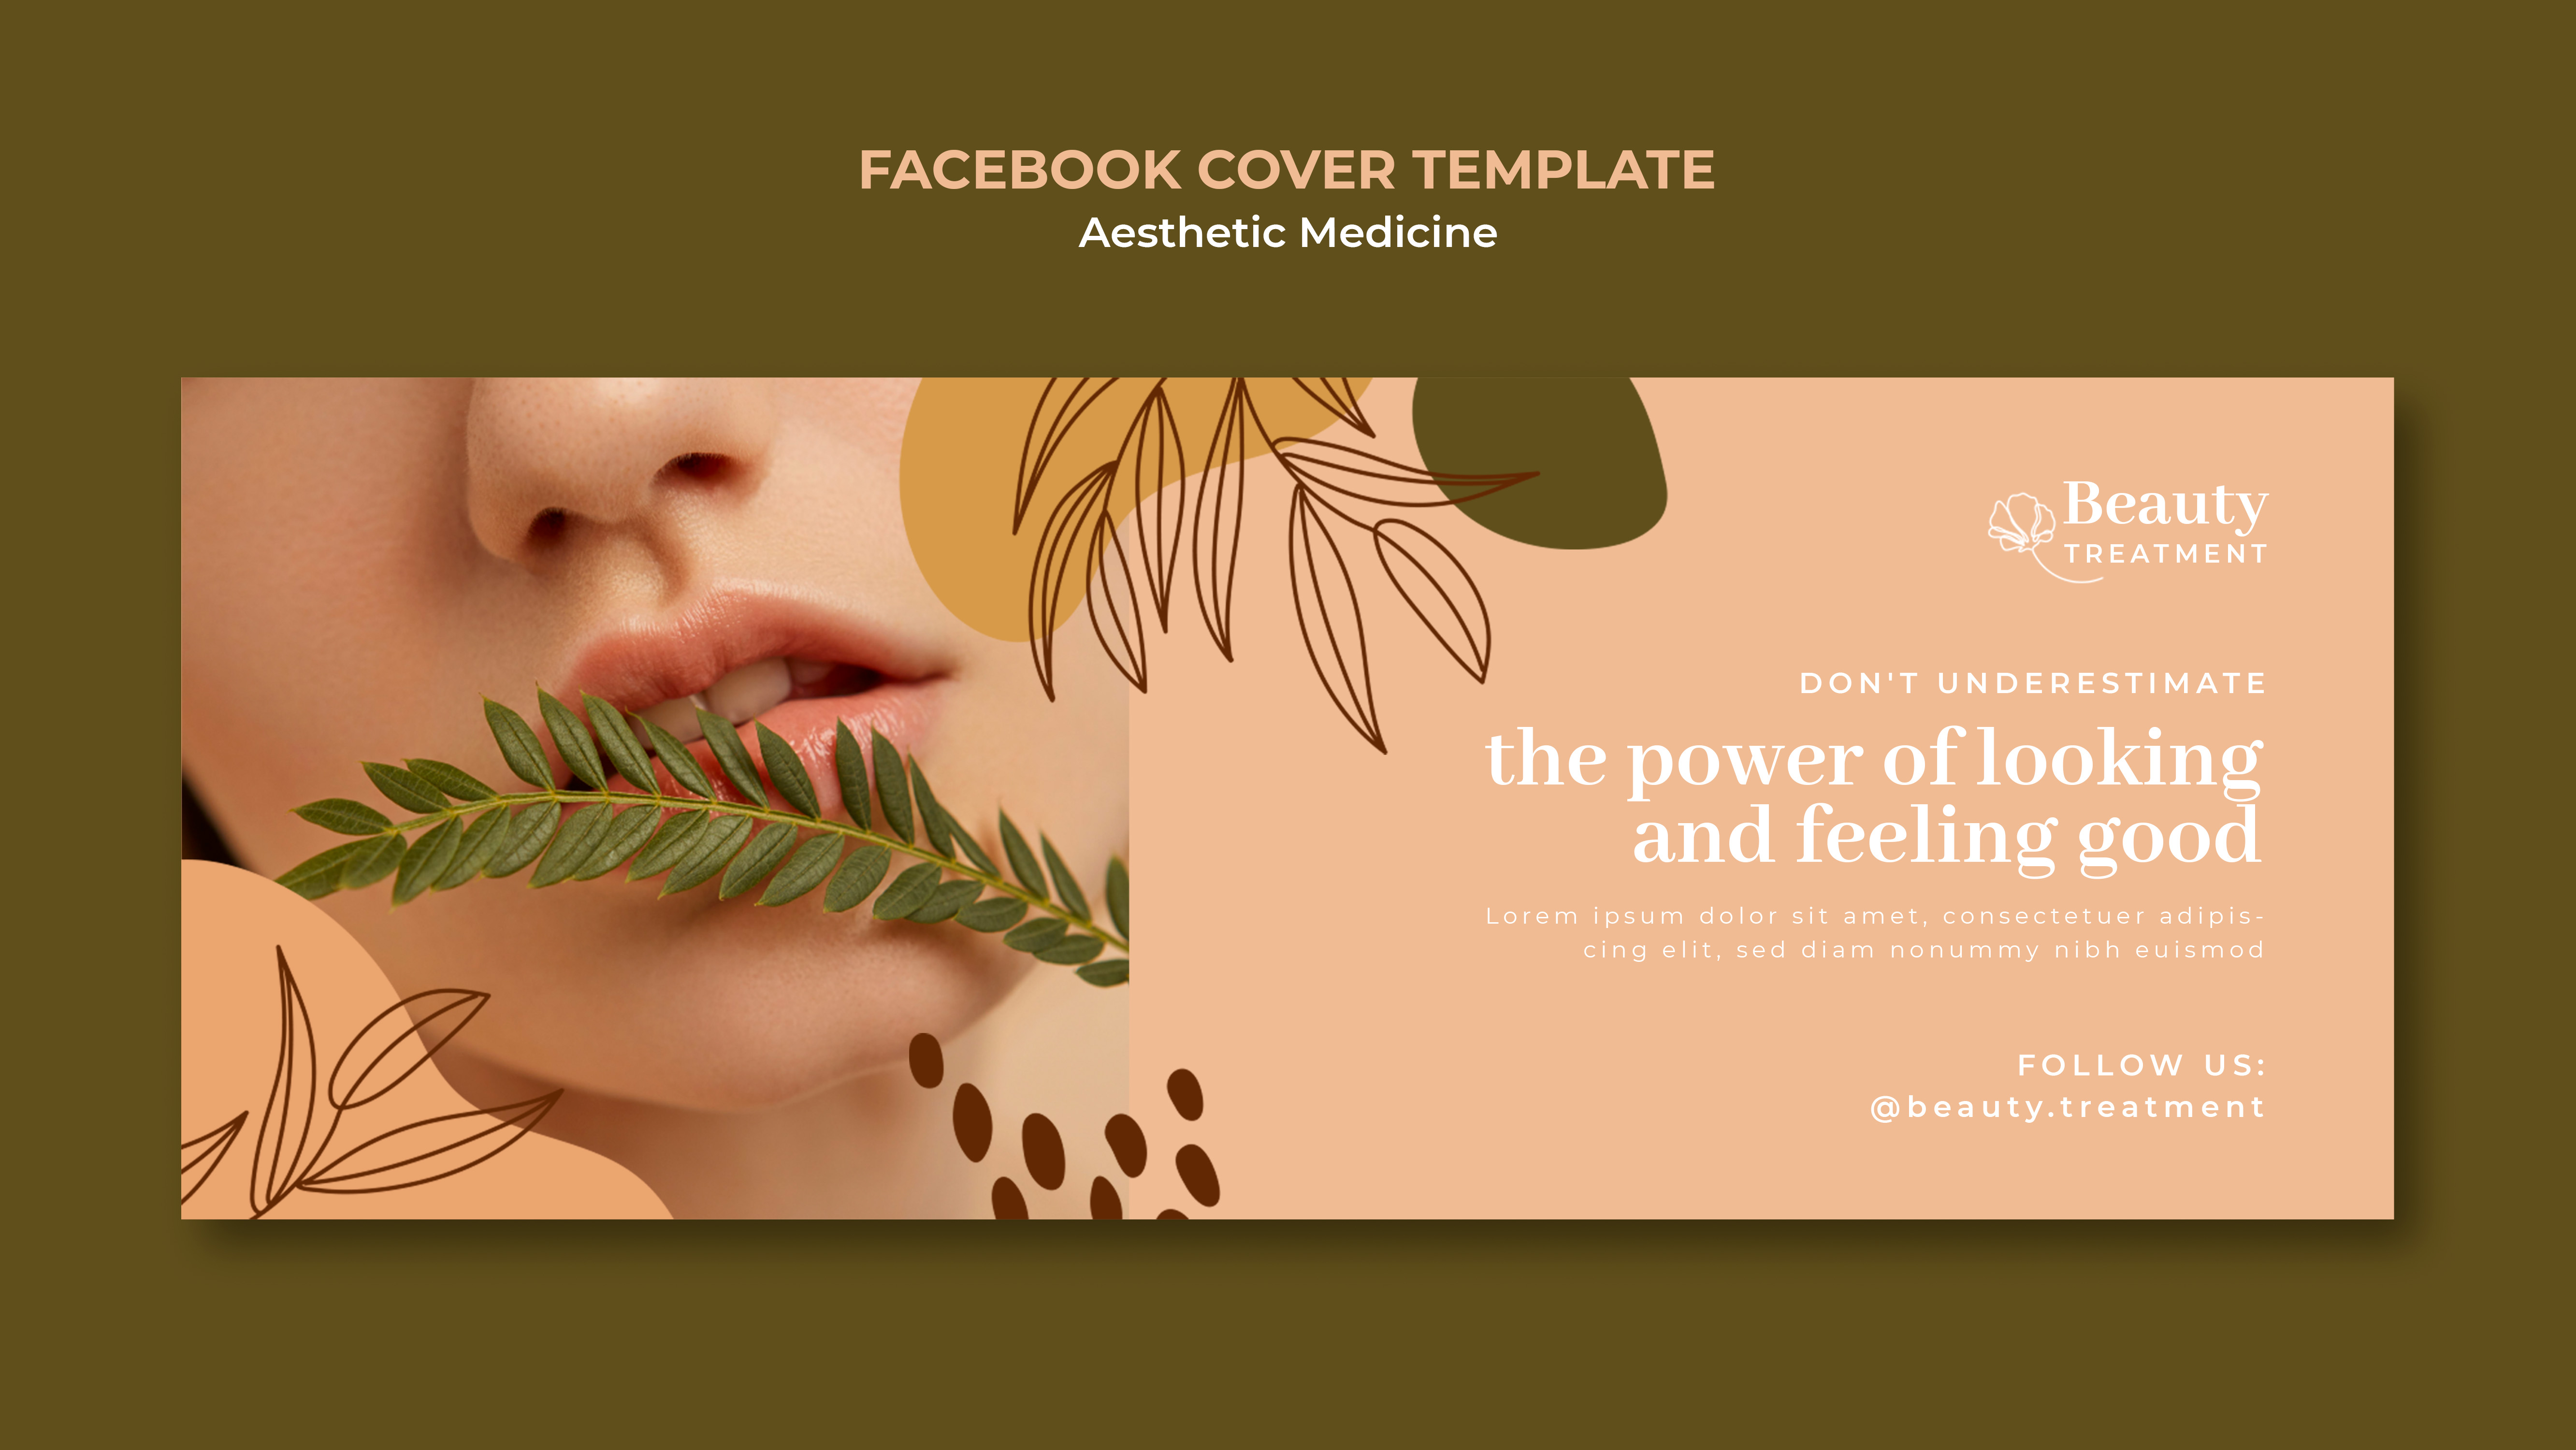 FACEBOOK COVER TEMPLATE
Aesthetic Medicine
Beauty
TREATMENT
DON'T UNDERESTIMATE
the power of looking
and feeling good
Lorem ipsum dolor sit amet, consectetuer adipis-
cing elit, sed diam nonummy nibh euismod
FOLLOW US:
@beauty.treatment